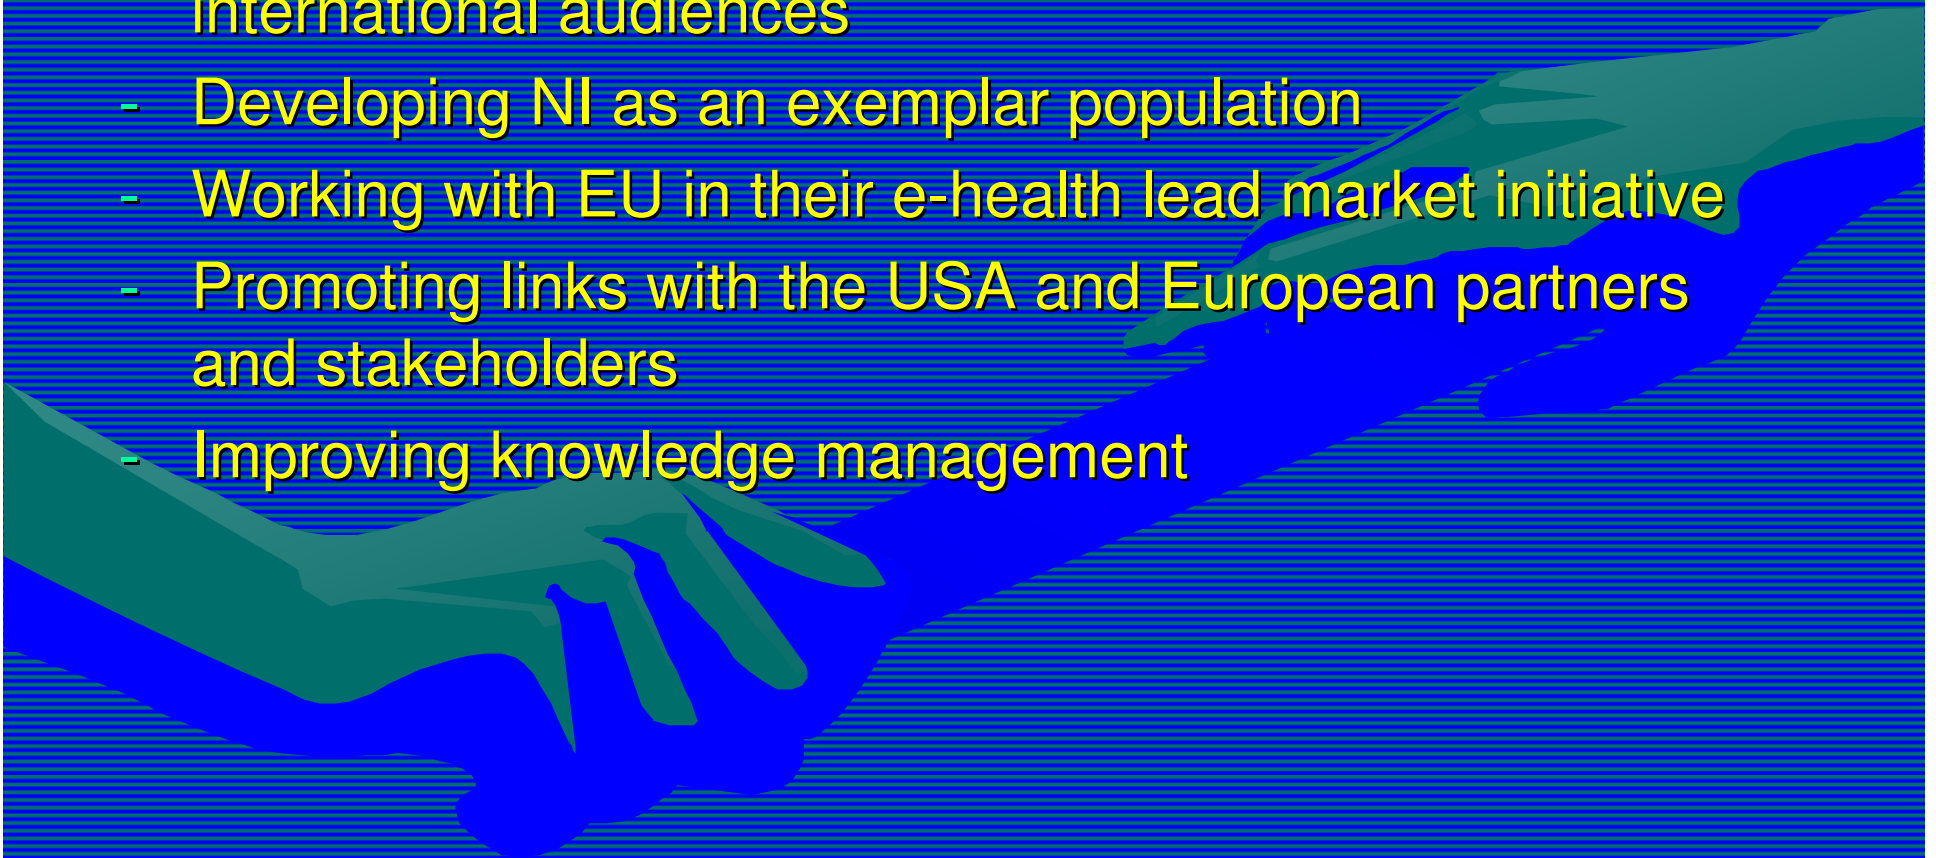 international audiences
- Developing NI as an exemplar population
- Working with EU in their e-health lead market initiative
- Promoting links with the USA and European partners
and stakeholders
- Improving knowledge management